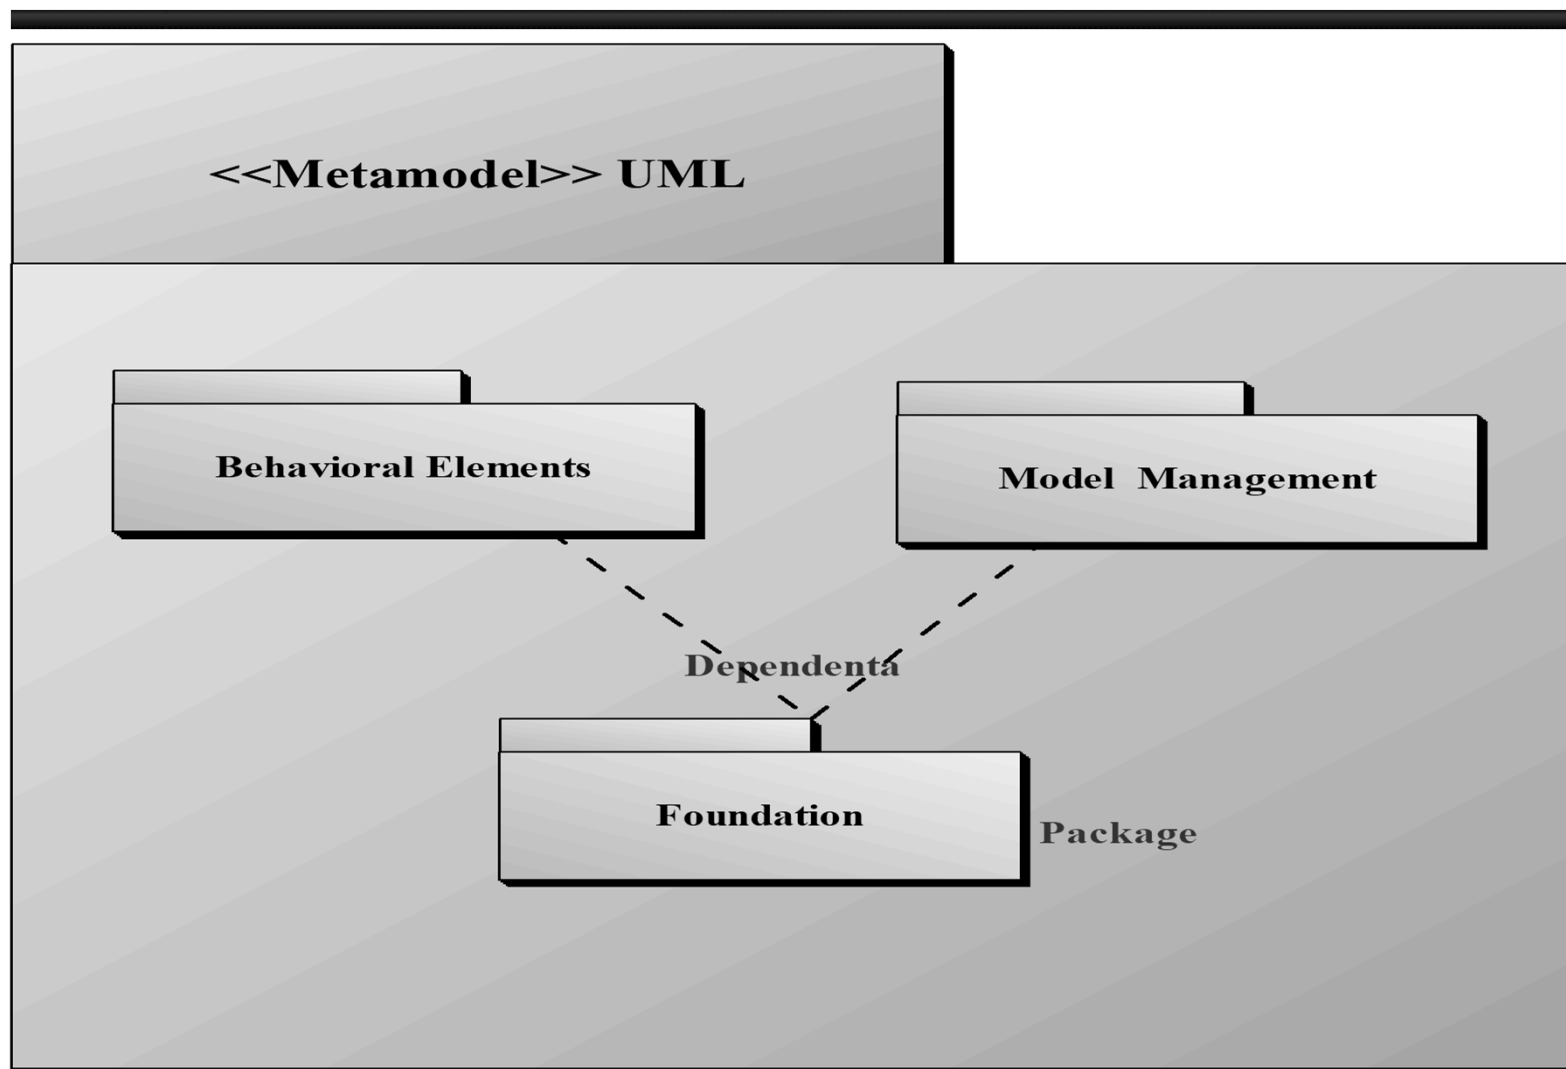 <<Metamodel>> UML
Behavioral Elements
Model  Management
Dependenta
Foundation
Package